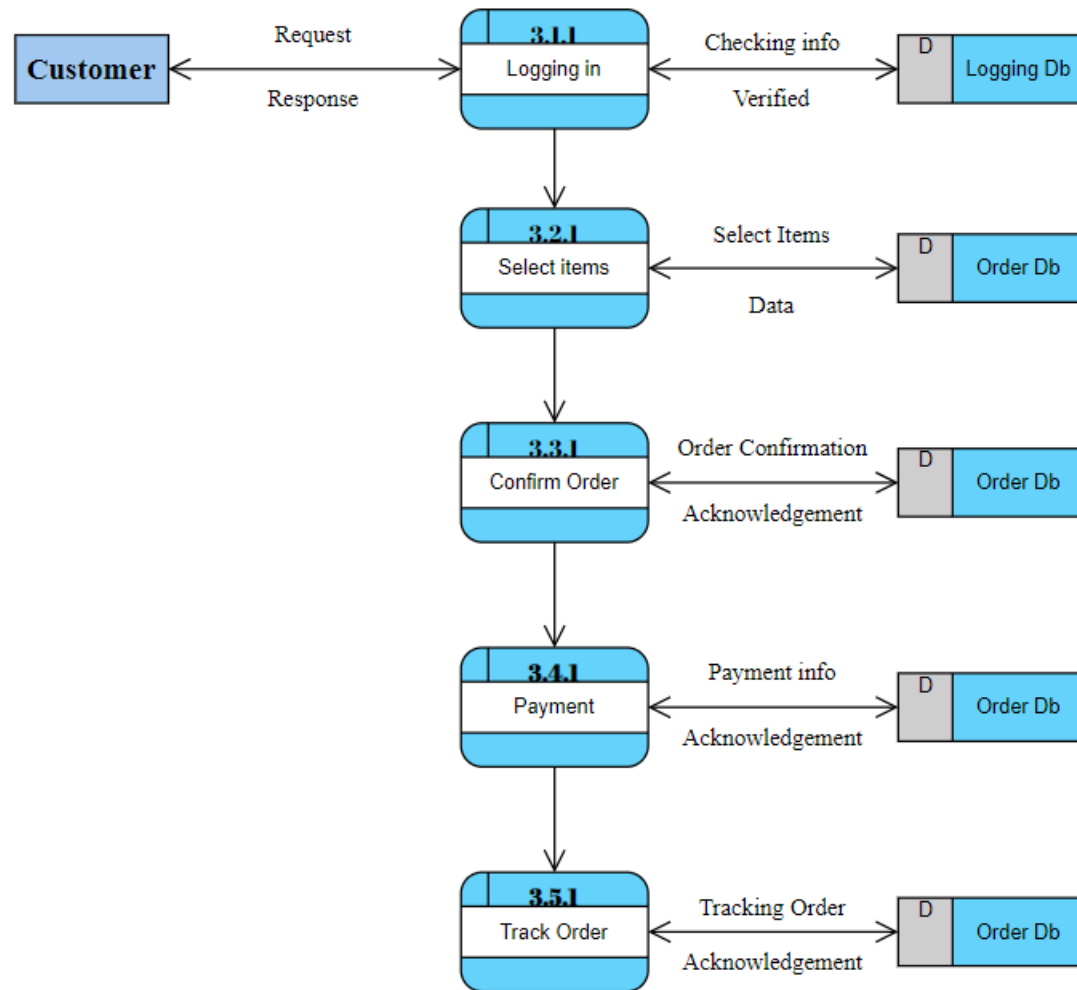 3.1.1
Request
Checking info
D
Customer
Logging in
Logging Db
Response
Verified
3.2.1
Select Items
D
Select items
Order Db
Data
3.3.1
Order Confirmation
D
Confirm Order
Order Db
Acknowledgement
3.4.1
Payment info
D
Payment
Order Db
Acknowledgement
3.5.1
Tracking Order
D
Track Order
Order Db
Acknowledgement